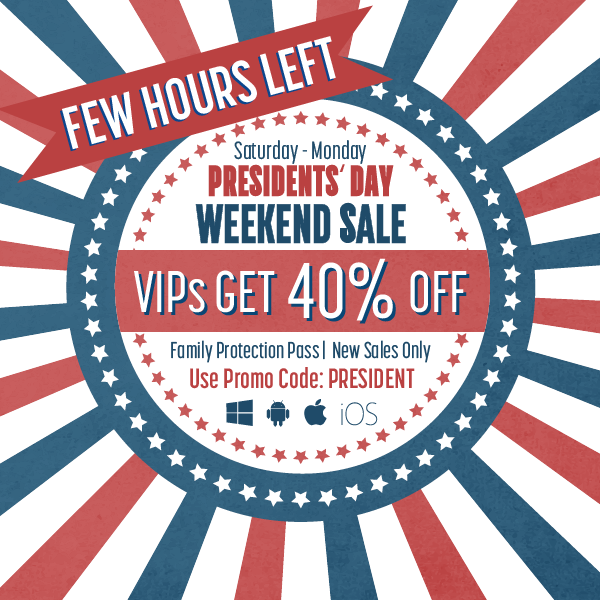 FEW HOURS LEFT
Saturday - Monday
PRESIDENTS' DAY
WEEKEND SALE
VIPs GET 40% OFF
Family Protection Pass | New Sales Only
Use Promo Code: PRESIDENT
iOS